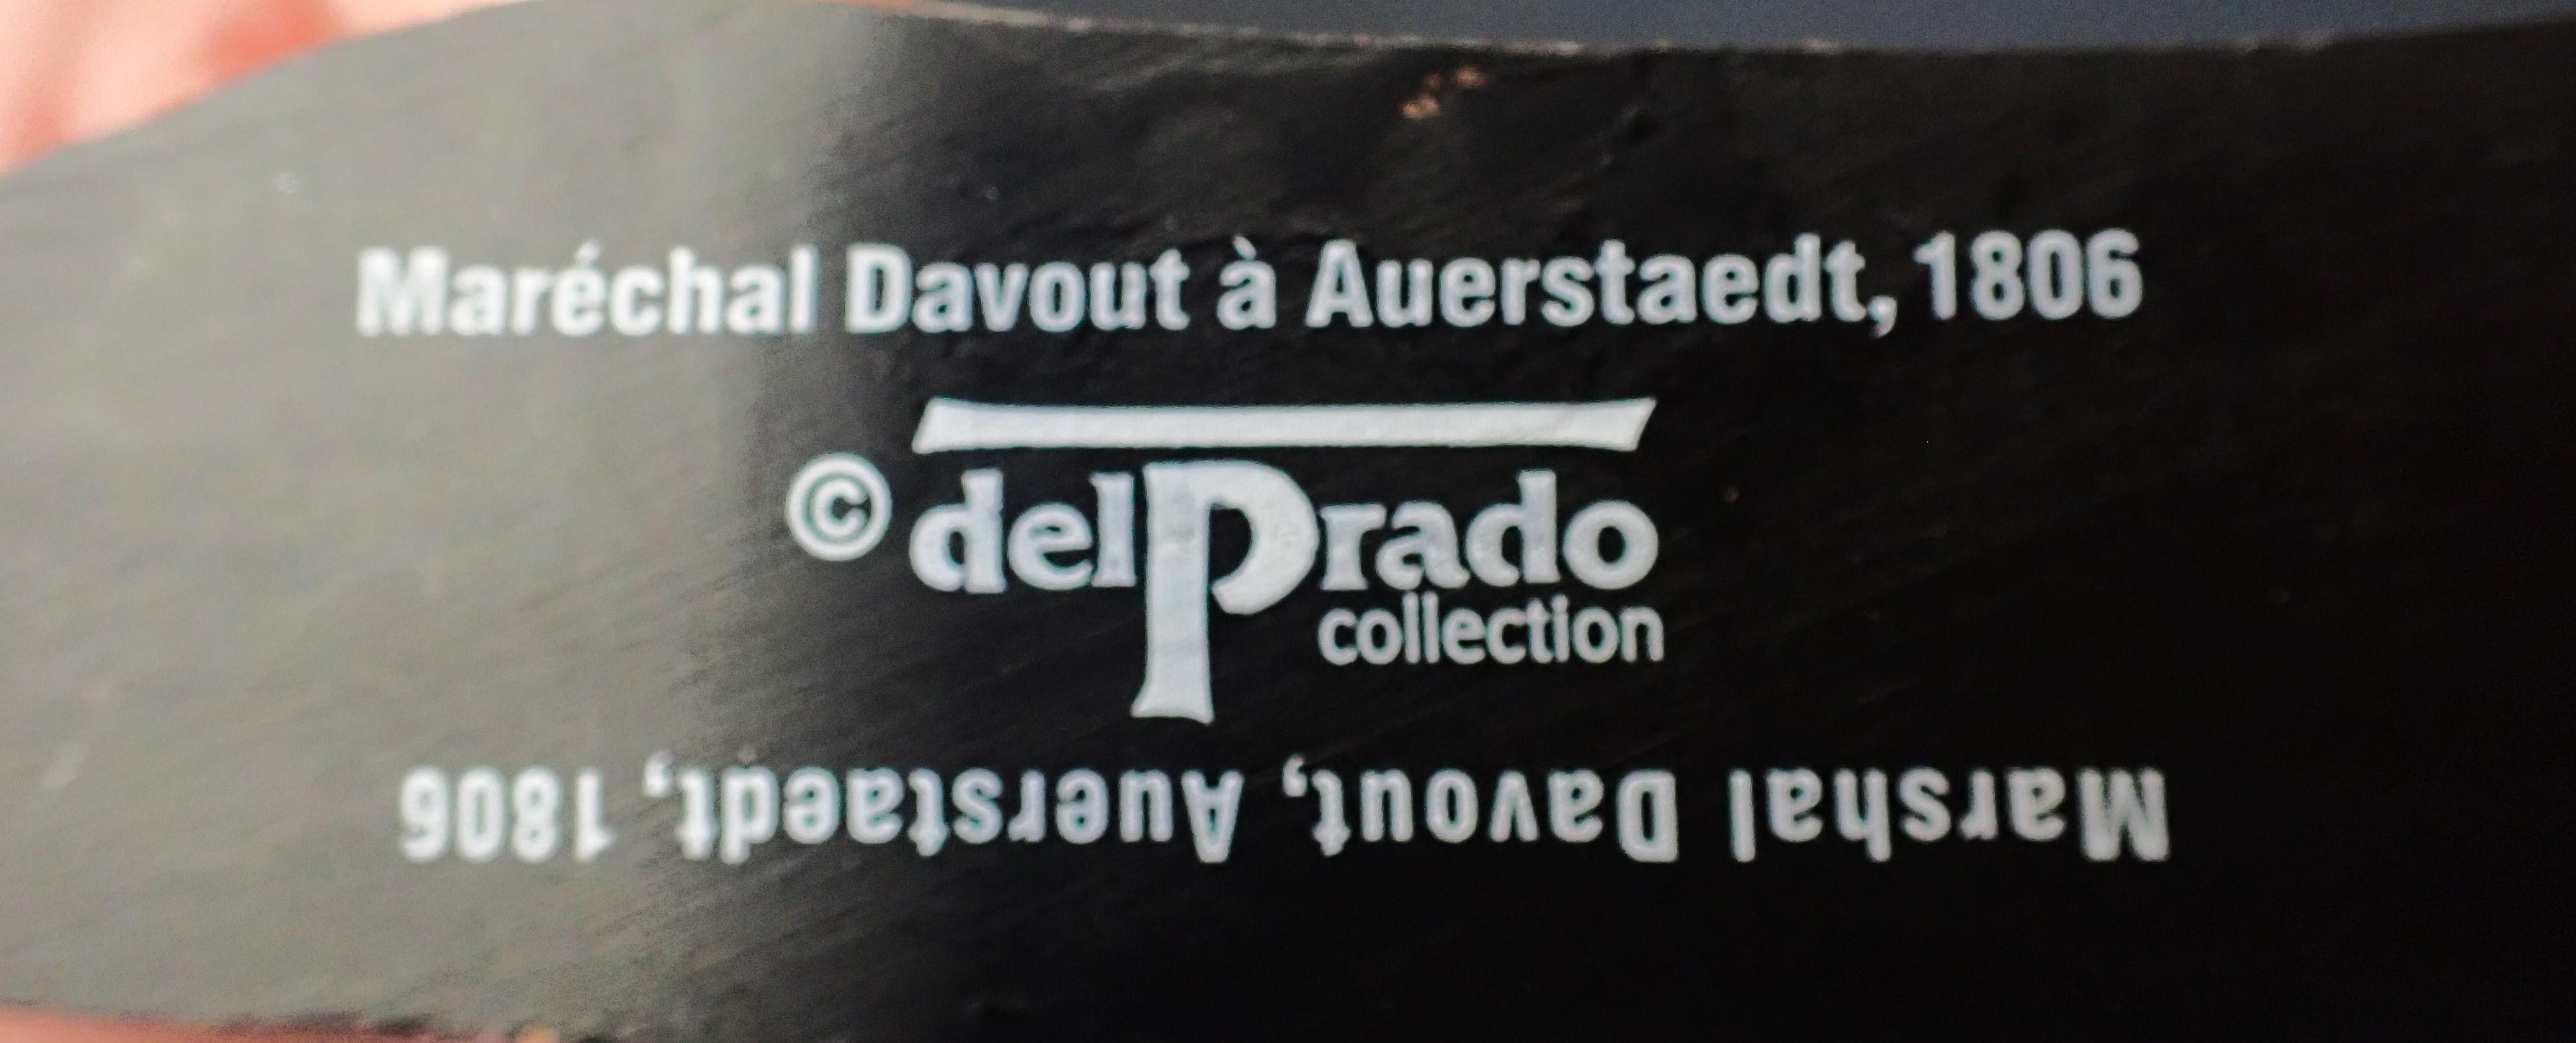 Maréchal Davout à Auerstaedt, 1806
© delPrado
collection
Marshal Davout, Auerstaedt, 1806